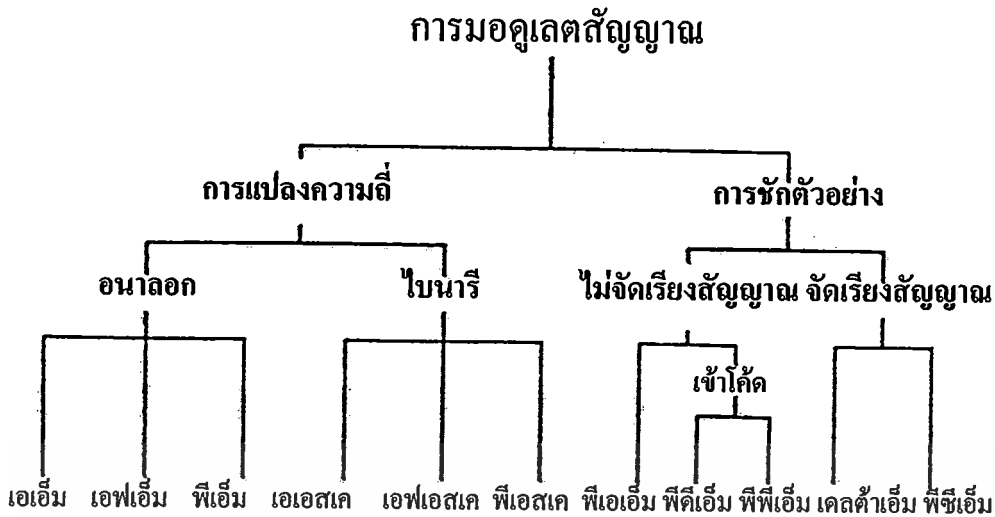 การมอดูเลตสัญญาณ
การแปลงความถี่ การชักตัวอย่าง
อนาลอก ไบนารี ไม่จัดเรียงสัญญาณ จัดเรียงสัญญาณ
เข้าโค้ด
เอเอ็ม เอฟเอ็ม พีเอ็ม เอเอสเค เอฟเอสเค พีเอสเค พีเอเอ็ม พีดีเอ็ม พีพีเอ็ม เดลต้าเอ็ม พีซีเอ็ม